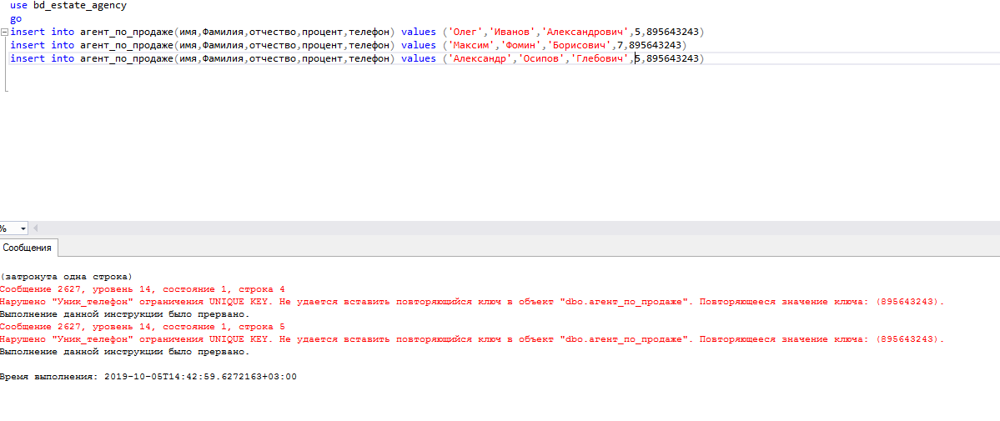 use bd_estate_agency
go
insert into агент_по_продаже(имя,Фамилия,отчество,процент,телефон) values ('Олег','Иванов','Александрович',5,895643243)
insert into агент_по_продаже(имя,Фамилия,отчество,процент,телефон) values ('Максим','Фомин','Борисович',7,895643243)
insert into агент_по_продаже(имя,Фамилия,отчество,процент,телефон) values ('Александр','Осипов','Глебович',5,895643243)
%
Сообщения
(затронута одна строка)
Сообщение 2627, уровень 14, состояние 1, строка 4
Нарушено "Уник_телефон" ограничения UNIQUE KEY. Не удается вставить повторяющийся ключ в объект "dbo.агент_по_продаже". Повторяющееся значение ключа: (895643243).
Выполнение данной инструкции было прервано.
Сообщение 2627, уровень 14, состояние 1, строка 5
Нарушено "Уник_телефон" ограничения UNIQUE KEY. Не удается вставить повторяющийся ключ в объект "dbo.агент_по_продаже". Повторяющееся значение ключа: (895643243).
Выполнение данной инструкции было прервано.
Время выполнения: 2019-10-05T14:42:59.6272163+03:00